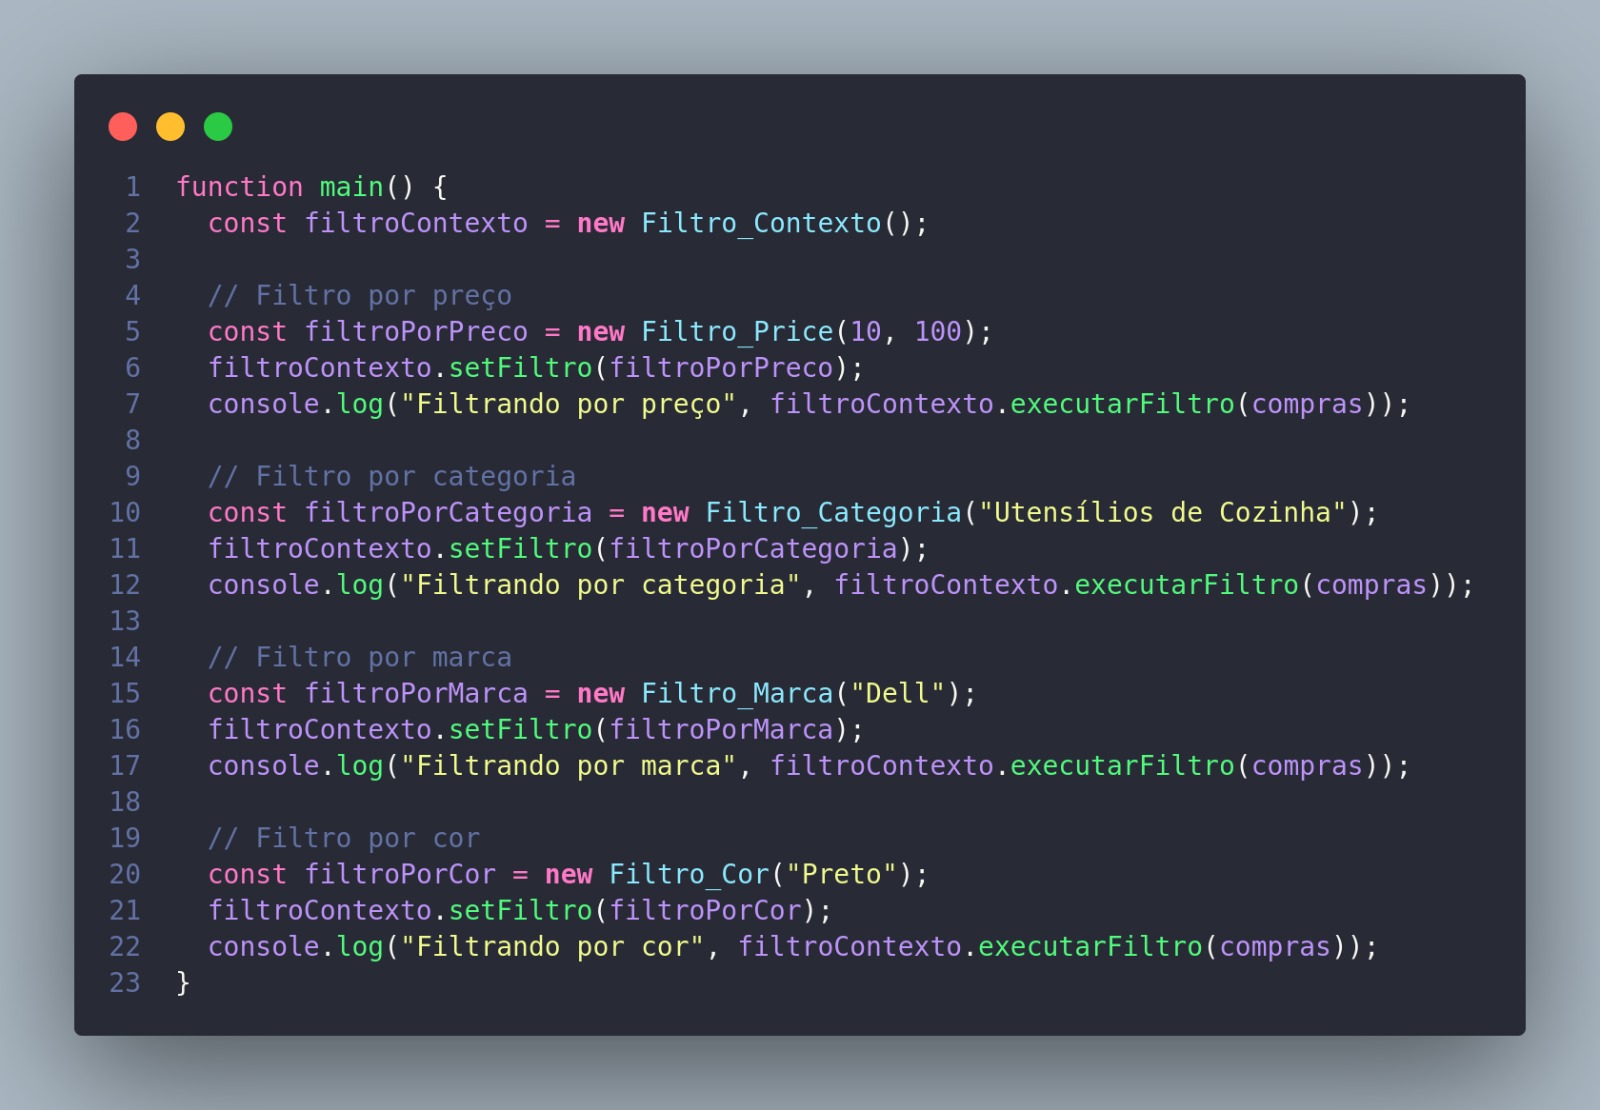 1 function main() {
2   const filtroContexto = new Filtro_Contexto();
3
4   // Filtro por preço
5   const filtroPorPreco = new Filtro_Price(10, 100);
6   filtroContexto.setFiltro(filtroPorPreco);
7   console.log("Filtrando por preço", filtroContexto.executarFiltro(compras));
8
9   // Filtro por categoria
10   const filtroPorCategoria = new Filtro_Categoria("Utensílios de Cozinha");
11   filtroContexto.setFiltro(filtroPorCategoria);
12   console.log("Filtrando por categoria", filtroContexto.executarFiltro(compras));
13
14   // Filtro por marca
15   const filtroPorMarca = new Filtro_Marca("Dell");
16   filtroContexto.setFiltro(filtroPorMarca);
17   console.log("Filtrando por marca", filtroContexto.executarFiltro(compras));
18
19   // Filtro por cor
20   const filtroPorCor = new Filtro_Cor("Preto");
21   filtroContexto.setFiltro(filtroPorCor);
22   console.log("Filtrando por cor", filtroContexto.executarFiltro(compras));
23 }